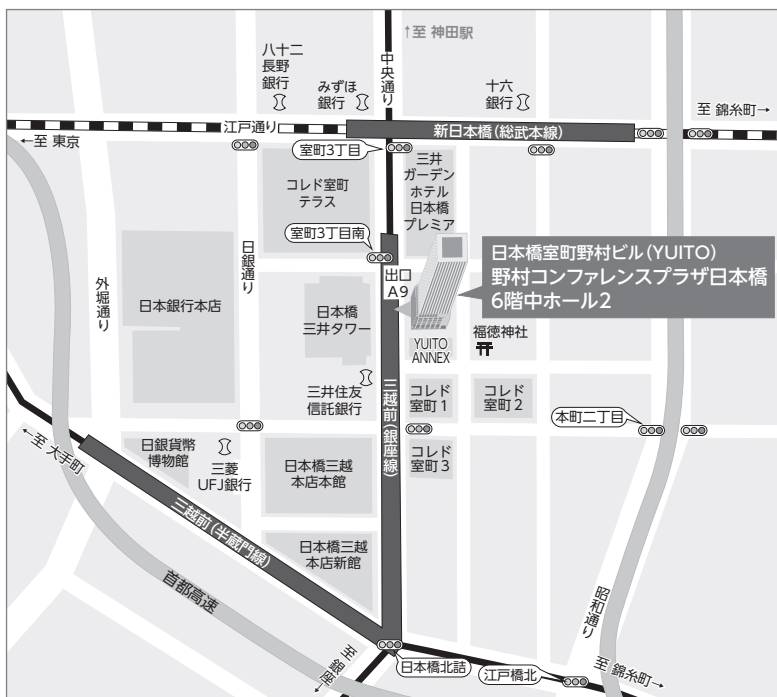 ↑至 神田駅
八十二
長野
銀行
みずほ
銀行
中央通り
十六
銀行
至 錦糸町→
江戸通り
新日本橋(総武本線)
←至 東京
室町3丁目
コレド室町
テラス
三井
ガーデン
ホテル
日本橋
プレミア
室町3丁目南
日本橋室町野村ビル(YUITO)
野村コンファレンスプラザ日本橋
6階中ホール2
出口
A9
外堀通り
日本銀行本店
日銀通り
日本橋
三井タワー
YUITO
ANNEX
福徳神社
三井住友
信託銀行
三越前(銀座線)
コレド
室町1
コレド
室町2
本町二丁目
←至 大手町
日銀貨幣
博物館
三菱
UFJ銀行
日本橋三越
本店本館
コレド
室町3
三越前(半蔵門線)
日本橋三越
本店新館
首都高速
昭和通り
至 銀座←
日本橋北詰
江戸橋北
至 錦糸町→